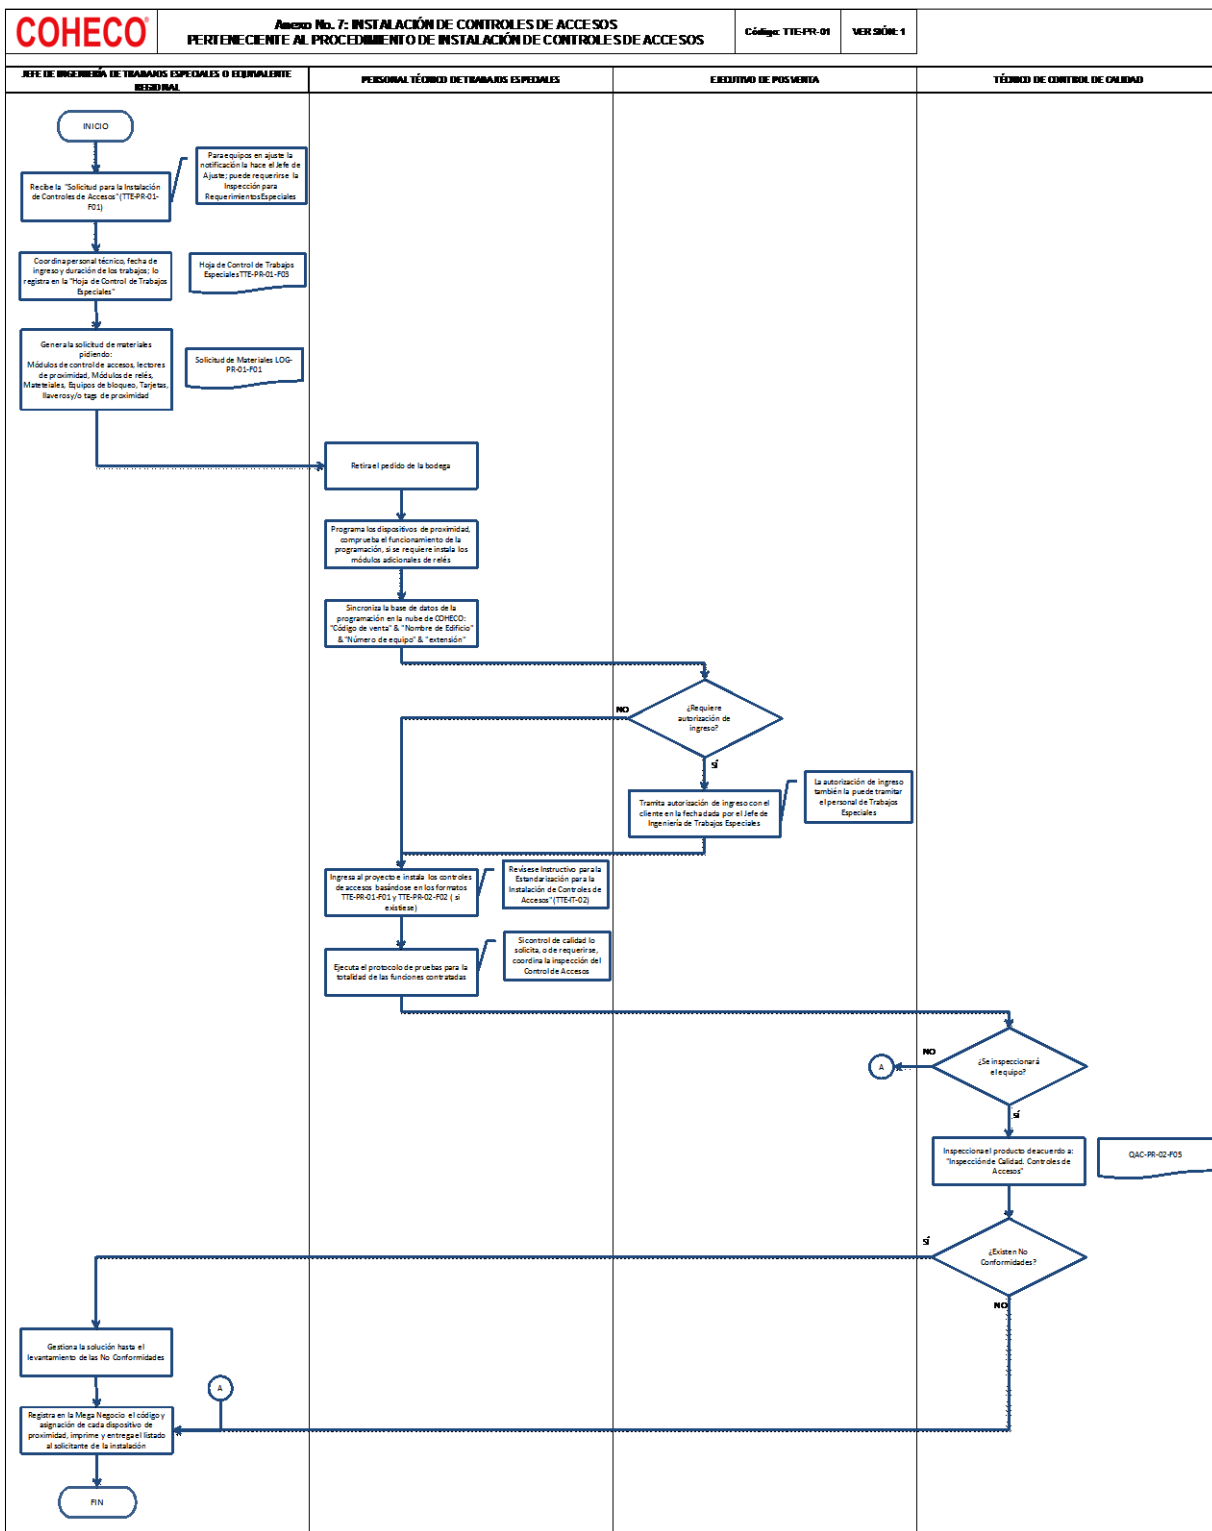 COHECO
Anexo No. 7: INSTALACIÓN DE CONTROLES DE ACCESOS
PERTENECIENTE AL PROCEDIMIENTO DE INSTALACIÓN DE CONTROLES DE ACCESOS
Código: TTE-PR-01
VERSIÓN: 1
JEFE DE INGENIERÍA DE TRABAJOS ESPECIALES O EQUIVALENTE
REGIONAL
PERSONAL TÉCNICO DE TRABAJOS ESPECIALES
EJECUTIVO DE POSVENTA
TÉCNICO DE CONTROL DE CALIDAD
INICIO
Para equipos en ajuste la
notificación la hace el Jefe de
Ajuste; puede requerirse la
Inspección para
Requerimientos Especiales
Recibe la "Solicitud para la Instalación
de Controles de Accesos" (TTE-PR-01-
F01)
Coordina personal técnico, fecha de
ingreso y duración de los trabajos; lo
registra en la "Hoja de Control de Trabajos
Especiales"
Hoja de Control de Trabajos
Especiales TTE-PR-01-F03
Genera la solicitud de materiales
pidiendo:
Módulos de control de accesos, lectores
de proximidad, Módulos de relés,
Mateteiales, Equipos de bloqueo, Tarjetas,
llaveros y/o tags de proximidad
Solicitud de Materiales LOG-
PR-01-F01
Retira el pedido de la bodega
Programa los dispositivos de proximidad,
comprueba el funcionamiento de la
programación, si se requiere instala los
módulos adicionales de relés
Sincroniza la base de datos de la
programación en la nube de COHECO:
"Código de venta" & "Nombre de Edificio"
& "Número de equipo" & "extensión"
¿Requiere
autorización de
ingreso?
NO
SÍ
Tramita autorización de ingreso con el
cliente en la fecha dada por el Jefe de
Ingeniería de Trabajos Especiales
La autorización de ingreso
también la puede tramitar
el personal de Trabajos
Especiales
Ingresa al proyecto e instala los controles
de accesos basándose en los formatos
TTE-PR-01-F01 y TTE-PR-02-F02 ( si
existiese)
Revísese Instructivo para la
Estandarización para la
Instalación de Controles de
Accesos" (TTE-IT-02)
Ejecuta el protocolo de pruebas para la
totalidad de las funciones contratadas
Si control de calidad lo
solicita, o de requerirse,
coordina la inspección del
Control de Accesos
¿Se inspeccionará
el equipo?
NO
A
SÍ
Inspecciona el producto de acuerdo a:
"Inspección de Calidad. Controles de
Accesos"
QAC-PR-02-F05
¿Existen No
Conformidades?
SÍ
NO
Gestiona la solución hasta el
levantamiento de las No Conformidades
A
Registra en la Mega Negocio el código y
asignación de cada dispositivo de
proximidad, imprime y entrega el listado
al solicitante de la instalación
FIN